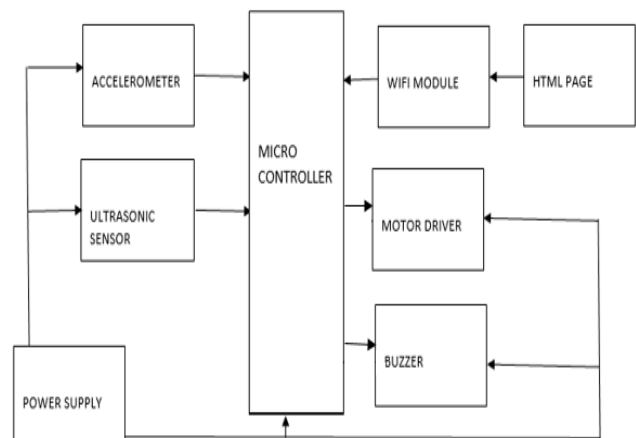 ACCELEROMETER
WIFI MODULE
HTML PAGE
MICRO
CONTROLLER
ULTRASONIC
SENSOR
MOTOR DRIVER
BUZZER
POWER SUPPLY